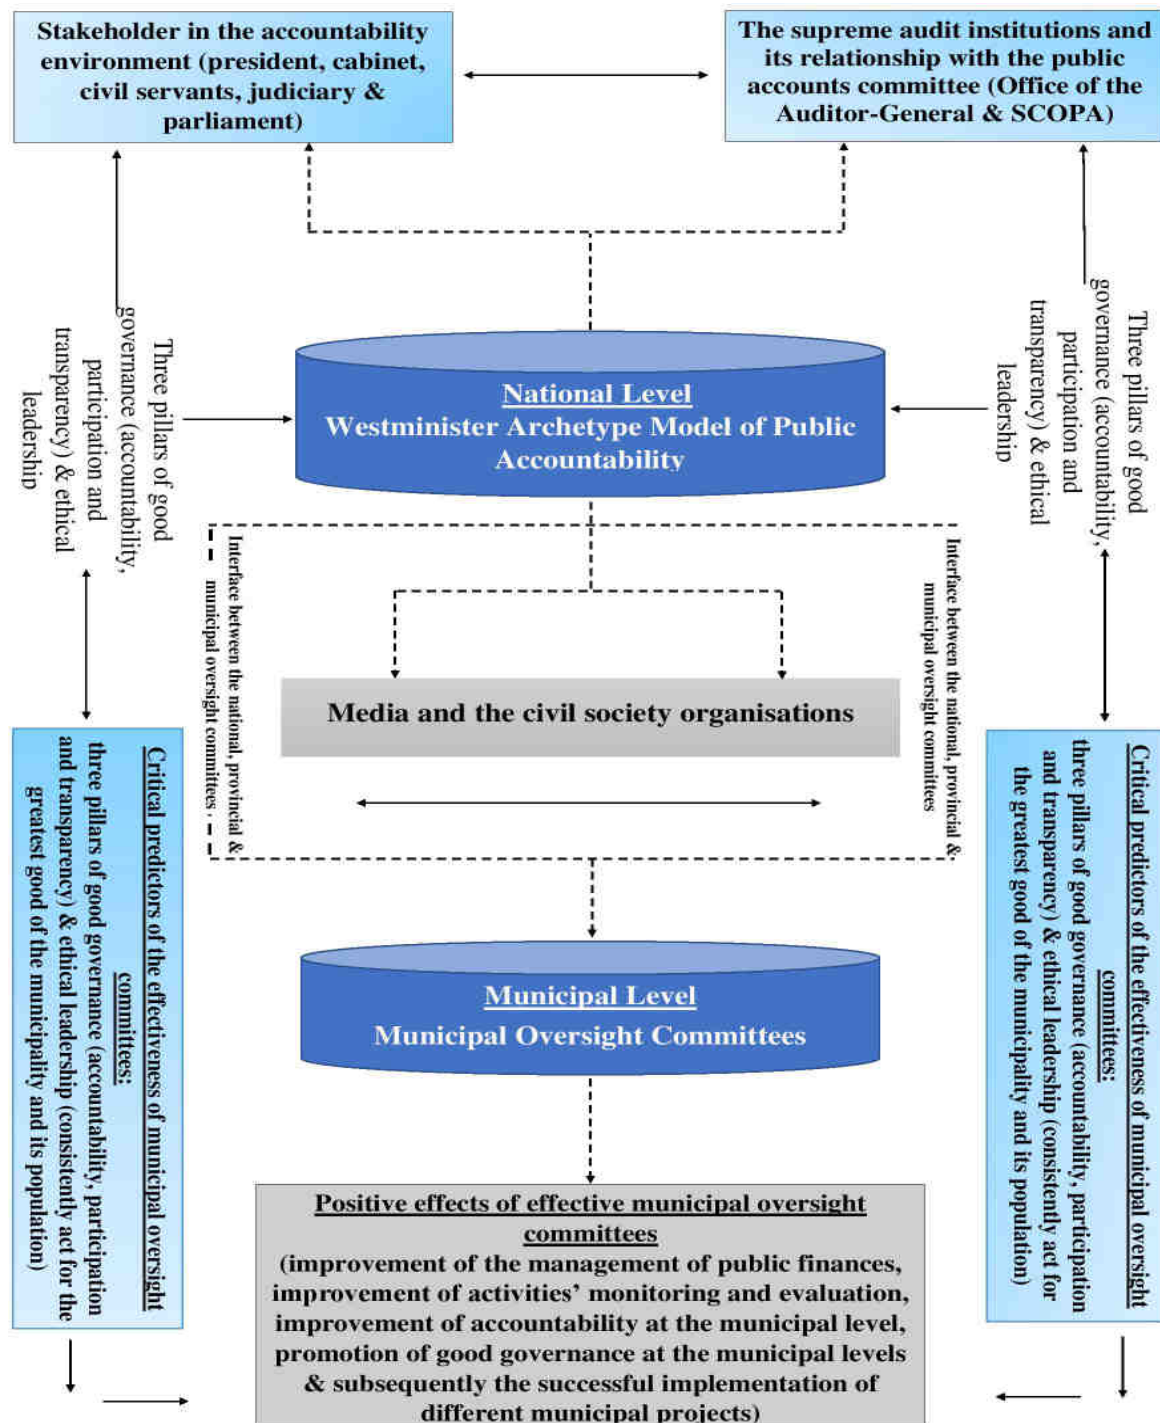 Stakeholder in the accountability
environment (president, cabinet,
civil servants, judiciary &
parliament)
The supreme audit institutions and
its relationship with the public
accounts committee (Office of the
Auditor-General & SCOPA)
Three pillars of good
governance (accountability,
participation and
transparency) & ethical
leadership
National Level
Westminister Archetype Model of Public
Accountability
Three pillars of good
governance (accountability,
participation and
transparency) & ethical
leadership
Interface between the national, provincial &
municipal oversight committees
Media and the civil society organisations
Interface between the national, provincial &
municipal oversight committees
Critical predictors of the effectiveness of municipal oversight
committees:
three pillars of good governance (accountability, participation
and transparency) & ethical leadership (consistently act for the
greatest good of the municipality and its population)
Municipal Level
Municipal Oversight Committees
Critical predictors of the effectiveness of municipal oversight
committees:
three pillars of good governance (accountability, participation
and transparency) & ethical leadership (consistently act for
the greatest good of the municipality and its population)
Positive effects of effective municipal oversight
committees
(improvement of the management of public finances,
improvement of activities’ monitoring and evaluation,
improvement of accountability at the municipal level,
promotion of good governance at the municipal levels
& subsequently the successful implementation of
different municipal projects)